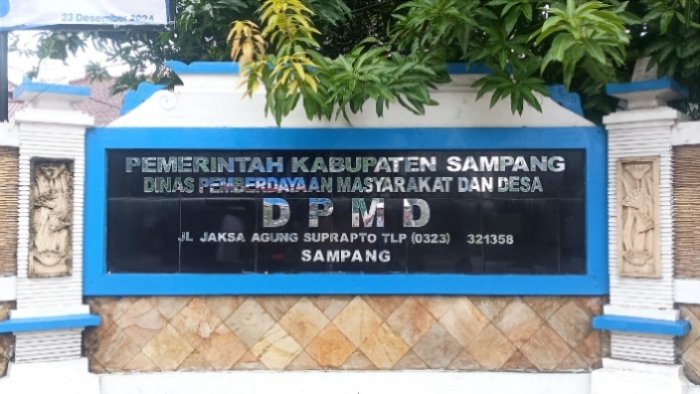 23 Desember 2024
PEMERINTAH KABUPATEN SAMPANG
DINAS PEMBERDAYAAN MASYARAKAT DAN DESA
DPMD
JL JAKSA AGUNG SUPRAPTO TLP (0323) 321358
SAMPANG